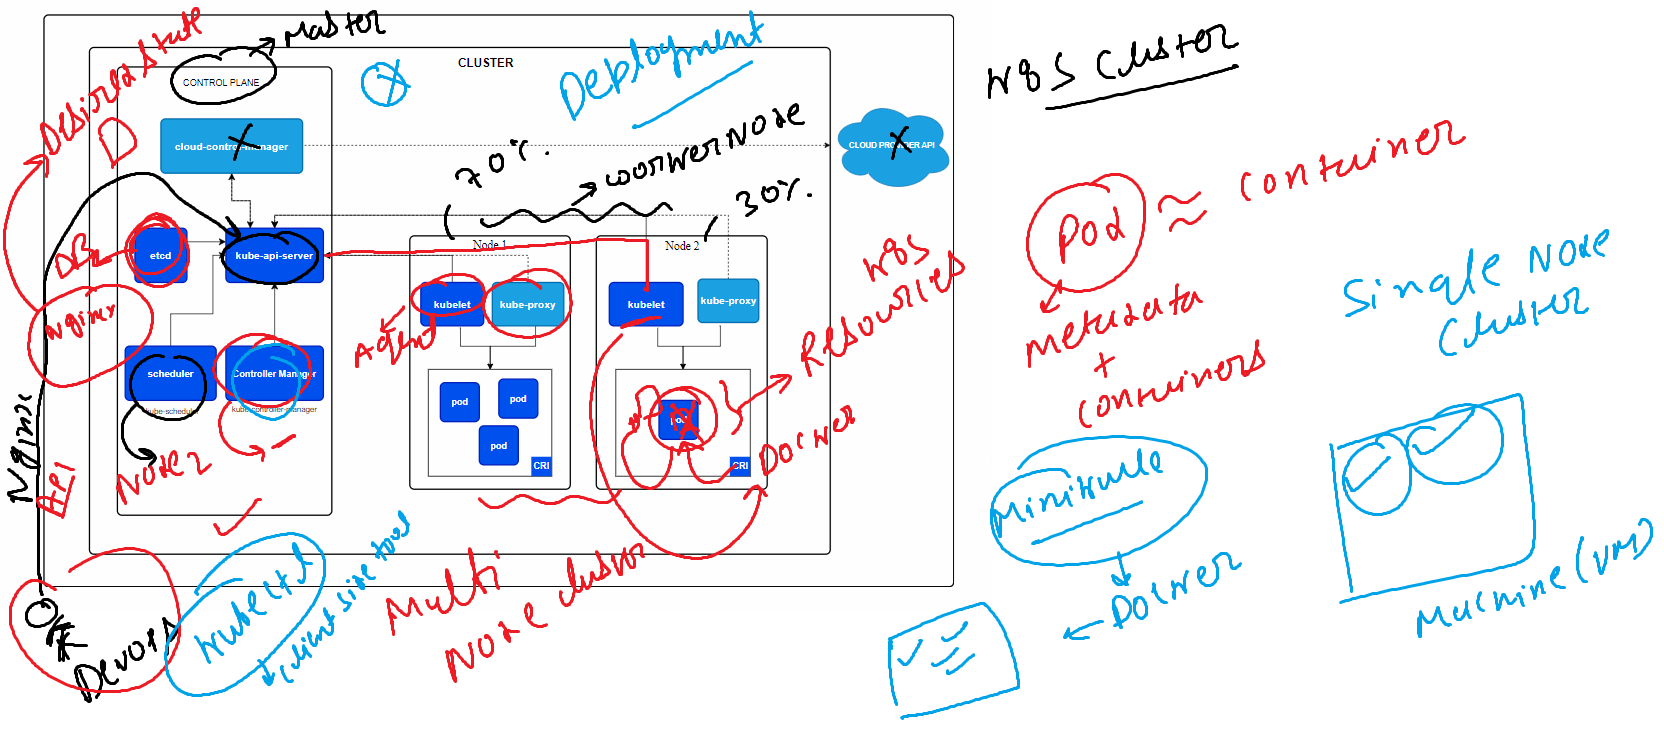 Master
CLUSTER
Deployment
K8S Cluster
Desired State
CONTROL PLANE
D
cloud-control-manager
CLOUD PROVIDER API
70%.
workerNode
30%.
Pod ≈ Container
metadata
+
Containers
Single Node
Cluster
DB
etcd
kube-api-server
Node 1
Node 2
K8S
Resources
kubelet
kube-proxy
kubelet
kube-proxy
Nginx
Agent
scheduler
kube-scheduler
Controller Manager
kube-controller-manager
pod
pod
pod
CRI
pod
CRI
Docker
Node 2
Nginx
API
Devops
Kubectl
client side tool
Multi
Node cluster
Minikube
Docker
Machine (VM)